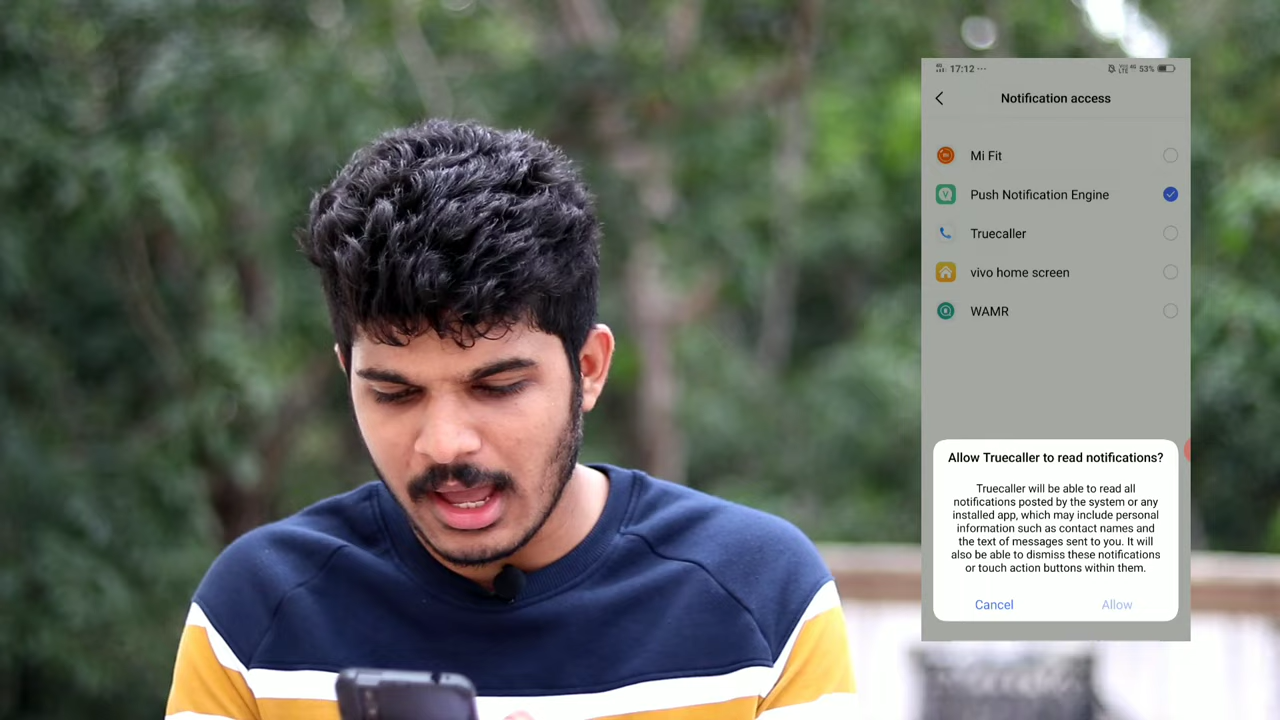 17:12 ···
53%
Notification access
Mi Fit
Push Notification Engine
Truecaller
vivo home screen
WAMR
Allow Truecaller to read notifications?
Truecaller will be able to read all
notifications posted by the system or any
installed app, which may include personal
information such as contact names and
the text of messages sent to you. It will
also be able to dismiss these notifications
or touch action buttons within them.
Cancel
Allow